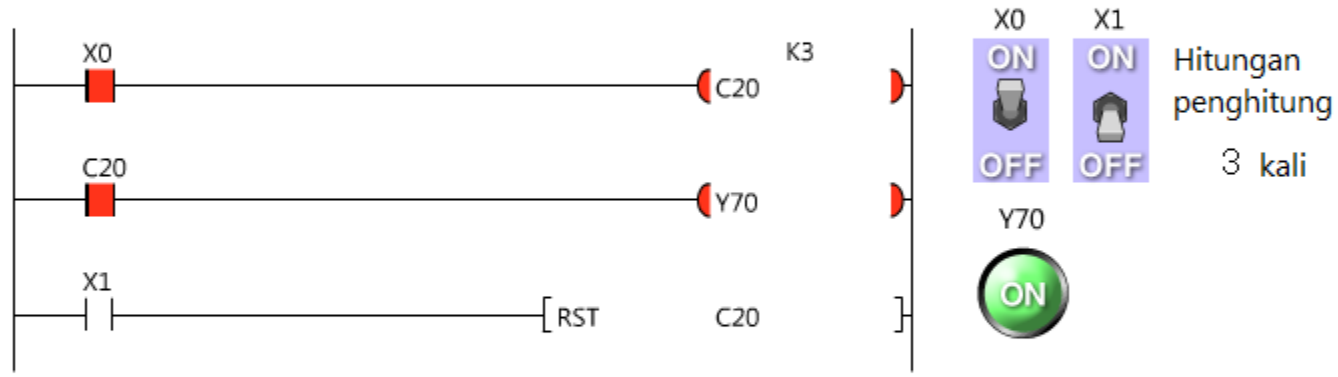 X0
K3
C20
C20
Y70
X1
RST C20
X0 X1
ON ON
OFF OFF
Hitungan
penghitung
3 kali
Y70
ON